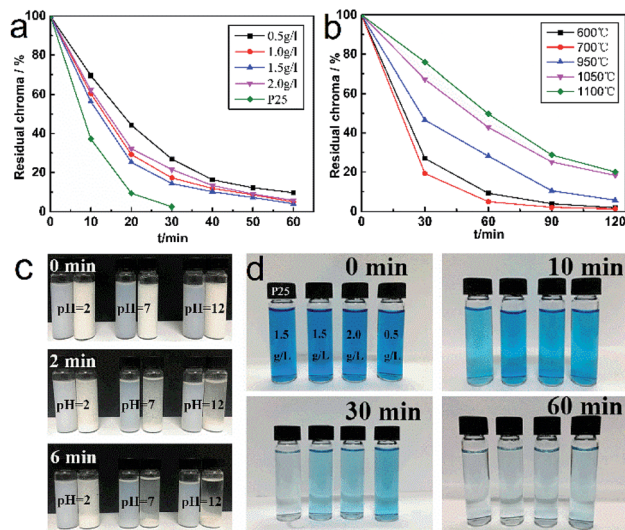 a
Residual chroma / %
100
80
60
40
20
0
0 10 20 30 40 50 60
t/min
0.5g/l
1.0g/l
1.5g/l
2.0g/l
P25
b
Residual chroma / %
100
80
60
40
20
0
0 30 60 90 120
t/min
600℃
700℃
950℃
1050℃
1100℃
c
0 min
pH=2 pH=7 pH=12
2 min
pH=2 pH=7 pH=12
6 min
pH=2 pH=7 pH=12
d
0 min
P25
1.5 1.5 2.0 0.5
g/L g/L g/L g/L
10 min
30 min
60 min